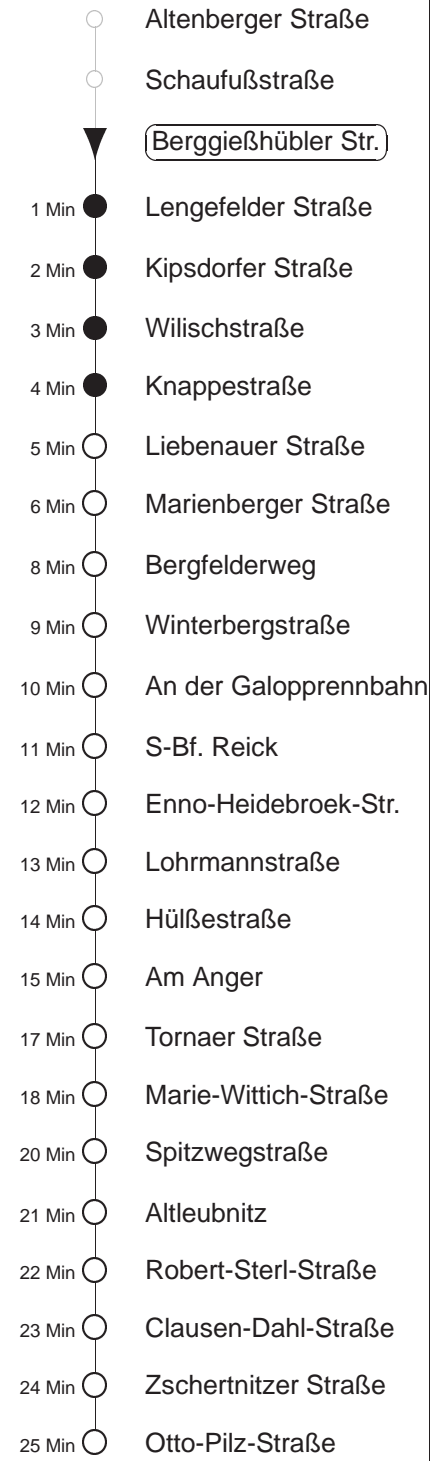 Altenberger Straße
Schaufußstraße
Berggießhübler Str.
1 Min Lengefelder Straße
2 Min Kipsdorfer Straße
3 Min Wilischstraße
4 Min Knappestraße
5 Min Liebenauer Straße
6 Min Marienberger Straße
8 Min Bergfelderweg
9 Min Winterbergstraße
10 Min An der Galopprennbahn
11 Min S-Bf. Reick
12 Min Enno-Heidebroek-Str.
13 Min Lohrmannstraße
14 Min Hülßestraße
15 Min Am Anger
17 Min Tornaer Straße
18 Min Marie-Wittich-Straße
20 Min Spitzwegstraße
21 Min Altleubnitz
22 Min Robert-Sterl-Straße
23 Min Clausen-Dahl-Straße
24 Min Zschertnitzer Straße
25 Min Otto-Pilz-Straße